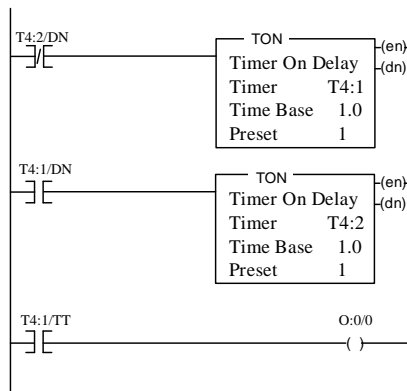 T4:2/DN
TON
(en)
Timer On Delay
(dn)
Timer T4:1
Time Base 1.0
Preset 1
T4:1/DN
TON
(en)
Timer On Delay
(dn)
Timer T4:2
Time Base 1.0
Preset 1
T4:1/TT
O:0/0